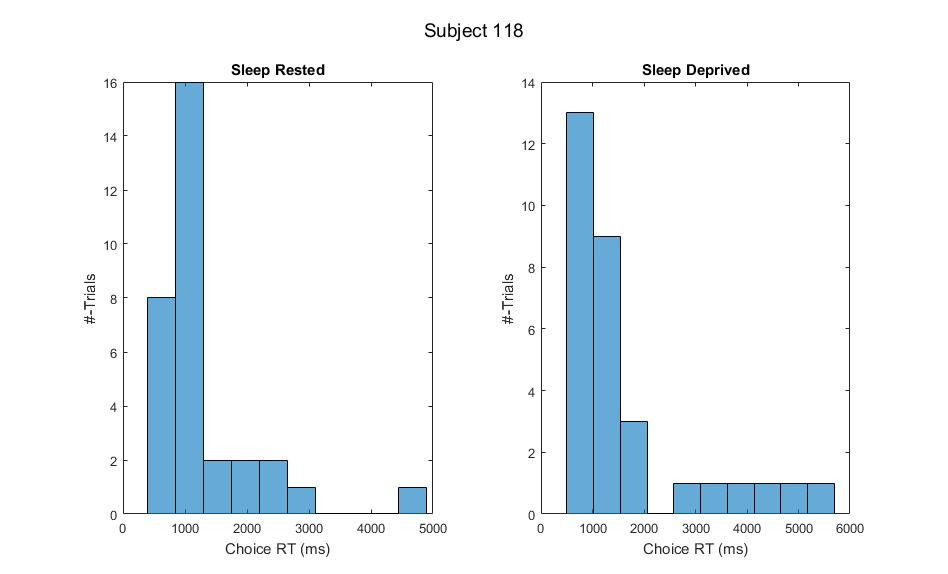 Subject 118
Sleep Rested
16
14
12
10
8
6
4
2
0
#-Trials
0 1000 2000 3000 4000 5000
Choice RT (ms)
Sleep Deprived
14
12
10
8
6
4
2
0
#-Trials
0 1000 2000 3000 4000 5000 6000
Choice RT (ms)